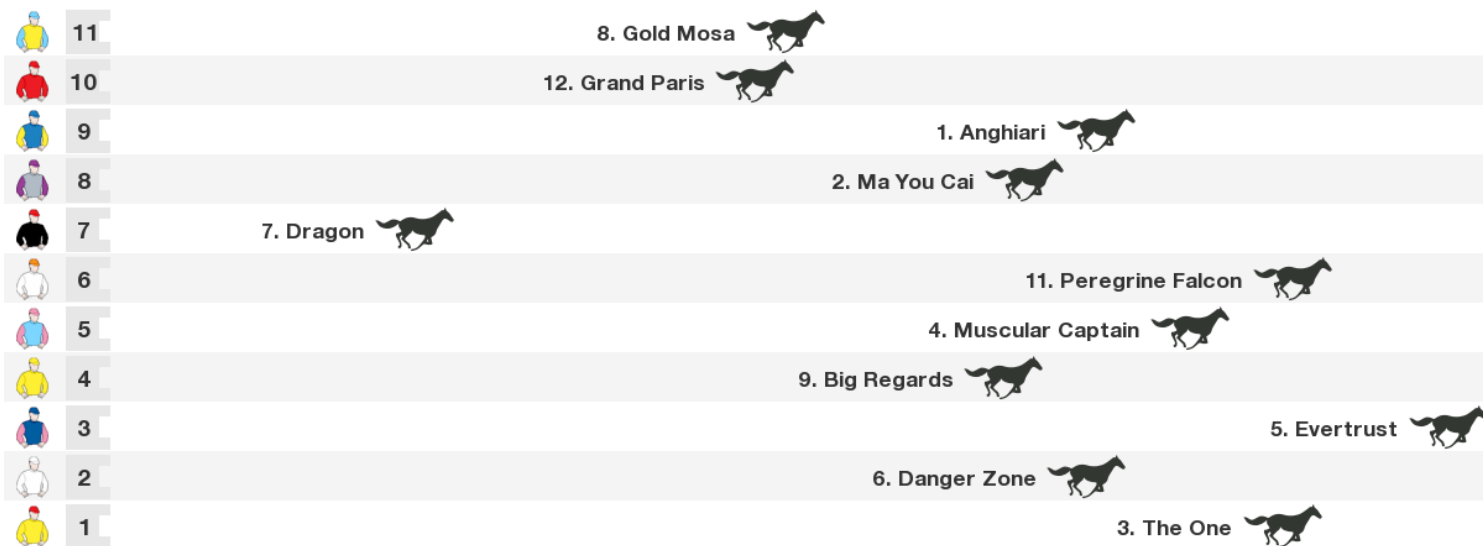 11 8. Gold Mosa
10 12. Grand Paris
9 1. Anghiari
8 2. Ma You Cai
7 7. Dragon
6 11. Peregrine Falcon
5 4. Muscular Captain
4 9. Big Regards
3 5. Evertrust
2 6. Danger Zone
1 3. The One